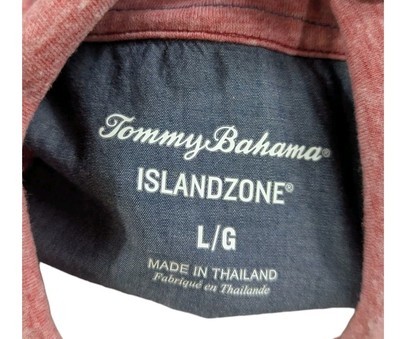 Tommy Bahama®
ISLANDZONE®
L/G
MADE IN THAILAND
Fabriqué en Thaïlande